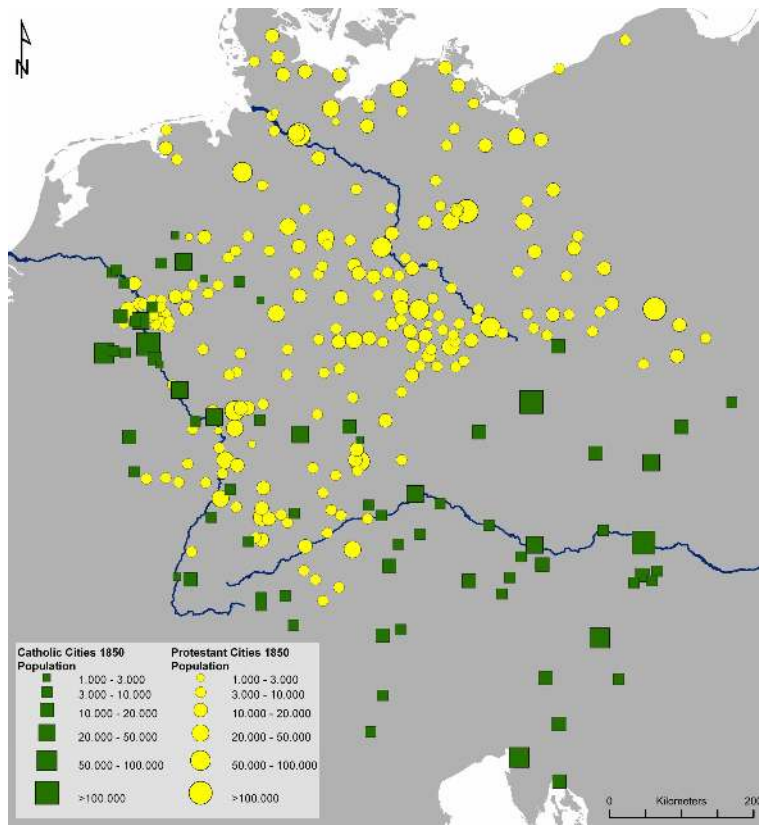 N
Catholic Cities 1850
Population
1.000 - 3.000
3.000 - 10.000
10.000 - 20.000
20.000 - 50.000
50.000 - 100.000
>100.000
Protestant Cities 1850
Population
1.000 - 3.000
3.000 - 10.000
10.000 - 20.000
20.000 - 50.000
50.000 - 100.000
>100.000
Kilometers
0 200